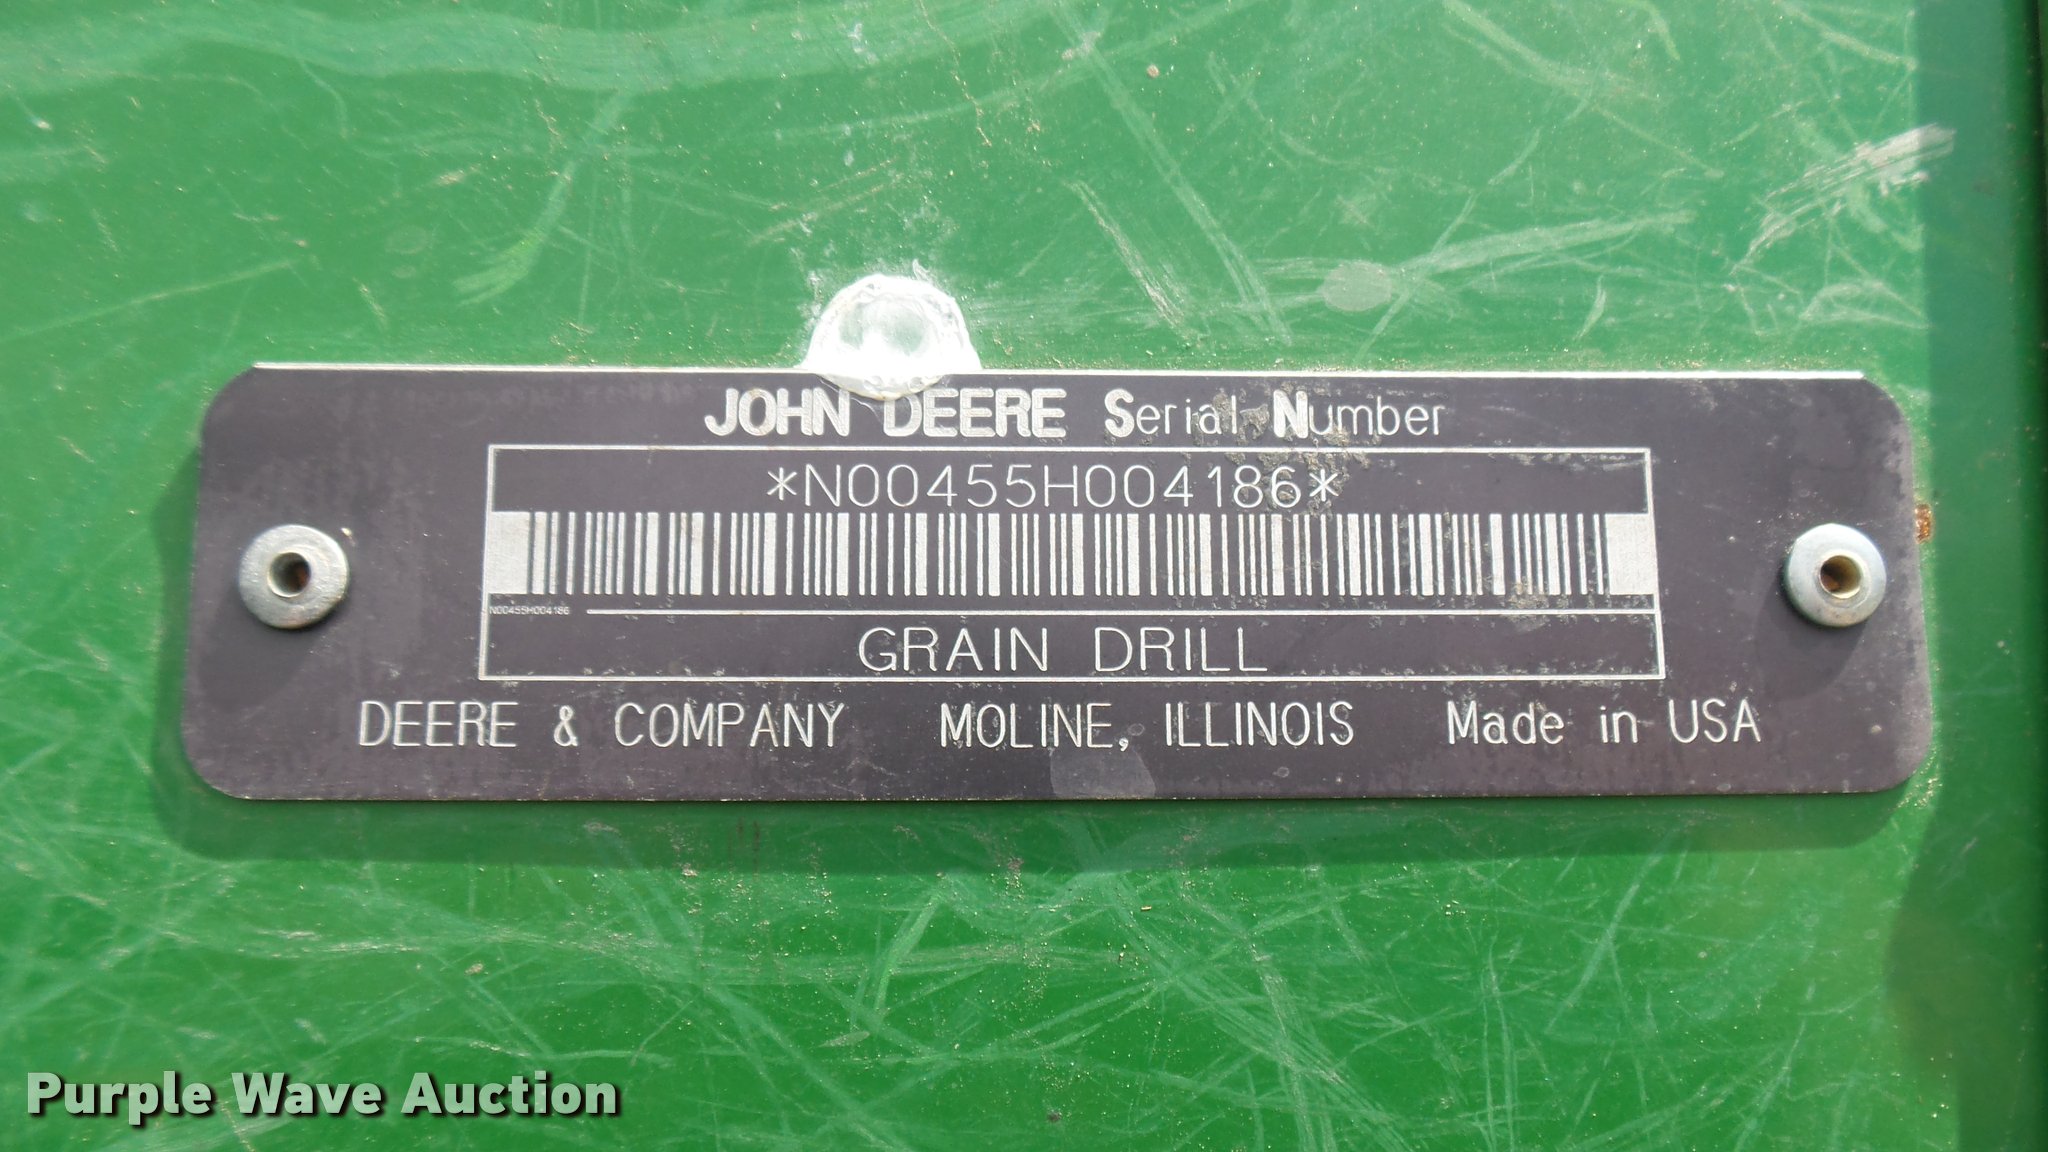 JOHN DEERE Serial Number
*N00455H004186*
N00455H004186
GRAIN DRILL
DEERE & COMPANY MOLINE, ILLINOIS Made in USA
Purple Wave Auction